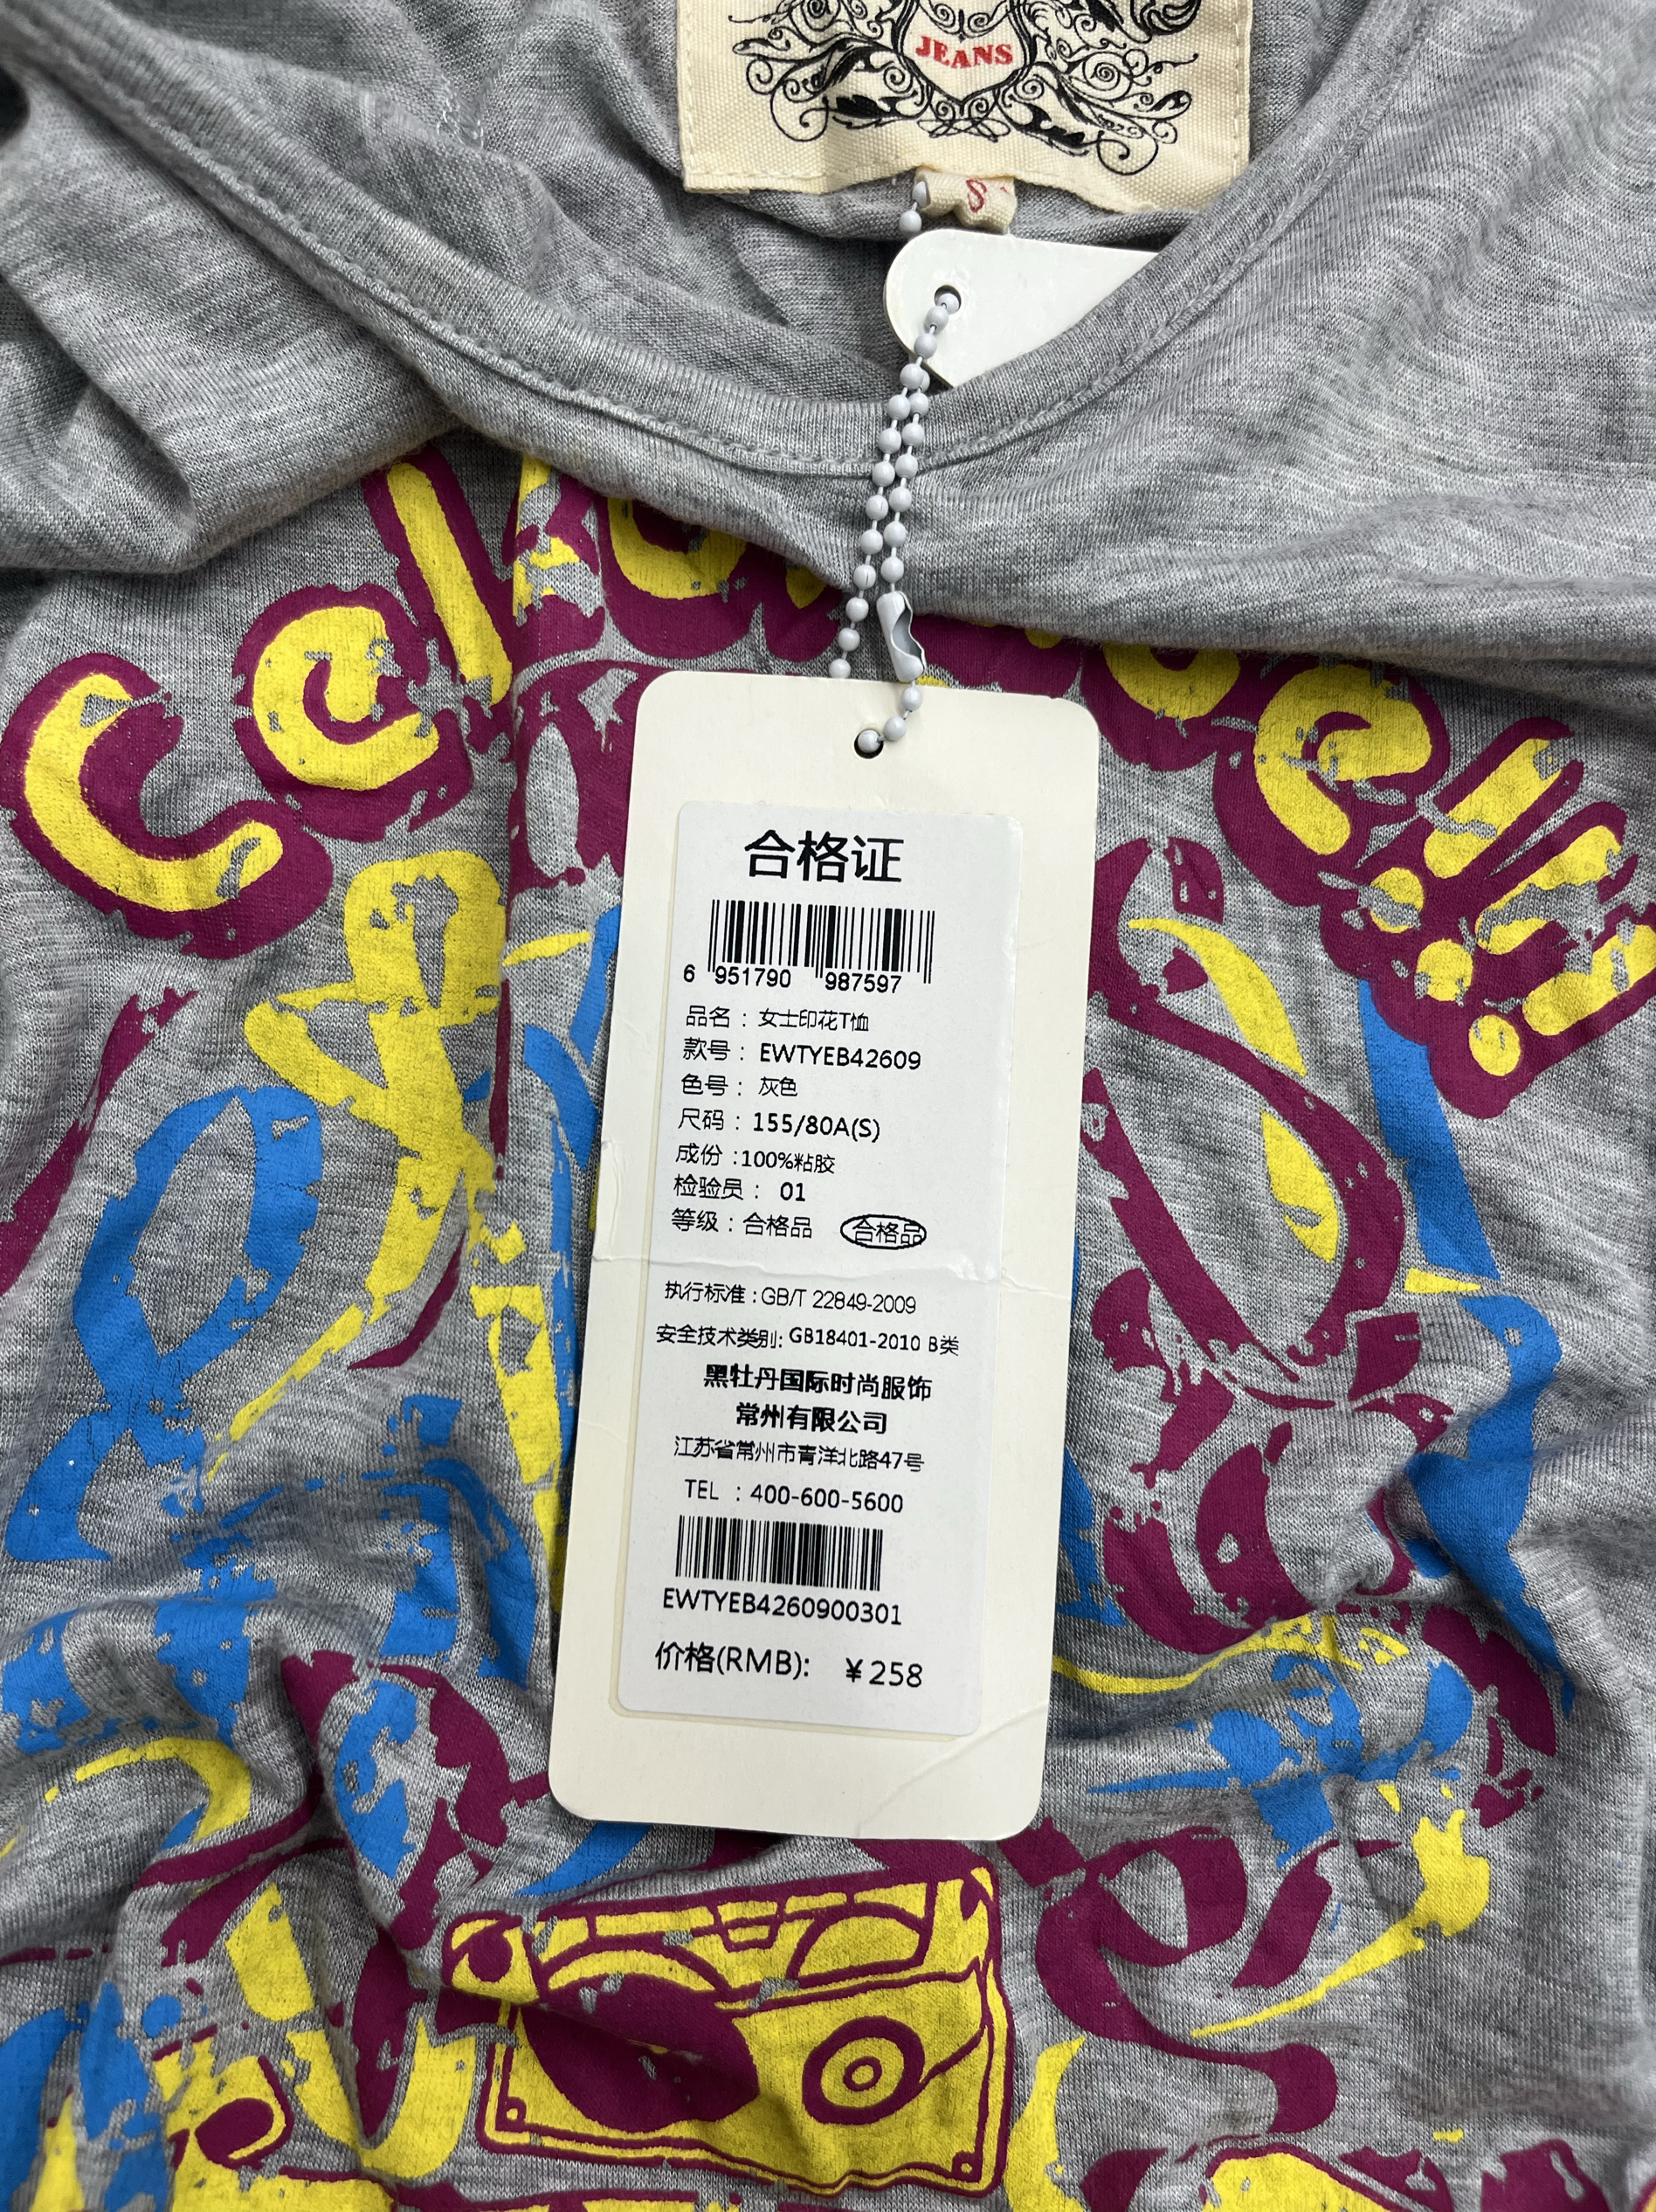 JEANS
S
合格证
6 951790 987597
品名：女士印花T恤
款号：EWTYEB42609
色号：灰色
尺码：155/80A(S)
成份:100%粘胶
检验员： 01
等级：合格品 合格品
执行标准：GB/T 22849-2009
安全技术类别: GB18401-2010 B类
黑牡丹国际时尚服饰
常州有限公司
江苏省常州市青洋北路47号
TEL ：400-600-5600
EWTYEB4260900301
价格(RMB): ￥258